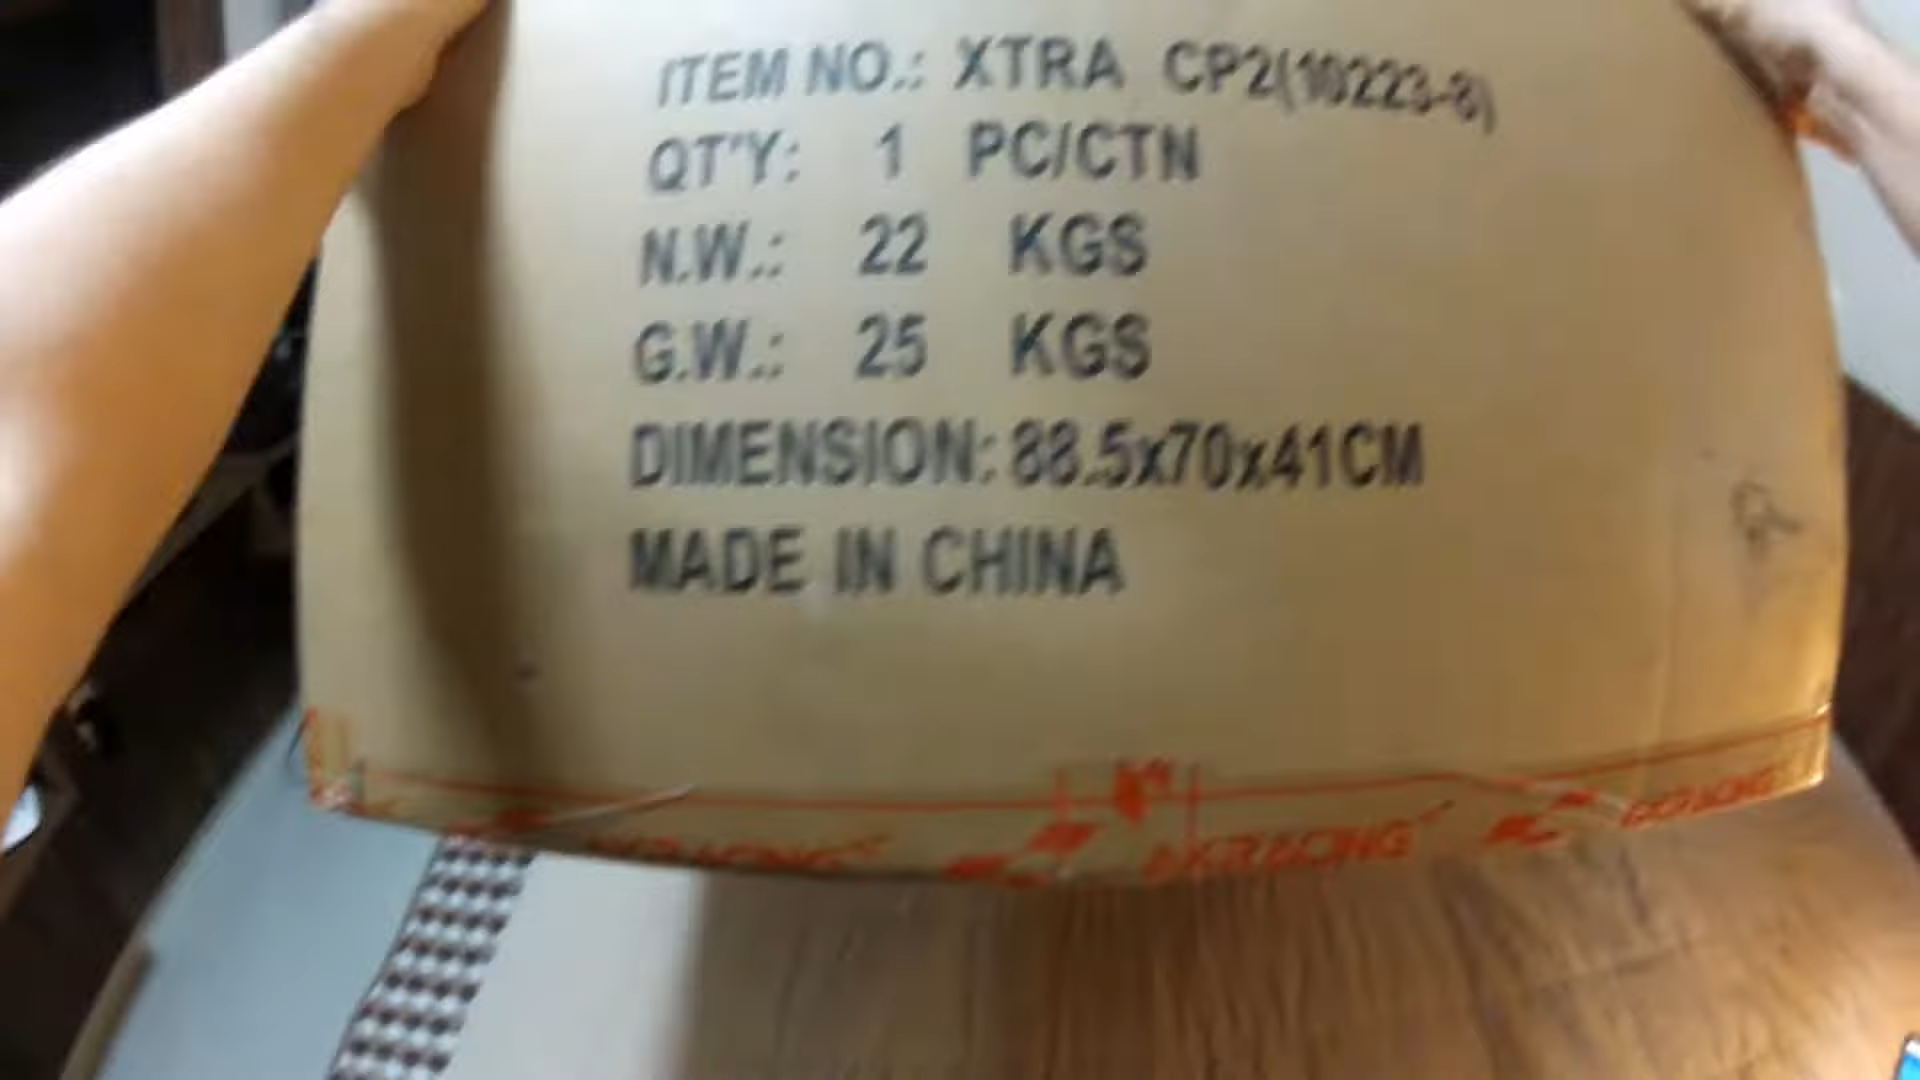 ITEM NO.: XTRA CP2(10223-8)
QT'Y: 1 PC/CTN
N.W.: 22 KGS
G.W.: 25 KGS
DIMENSION: 88.5x70x41CM
MADE IN CHINA